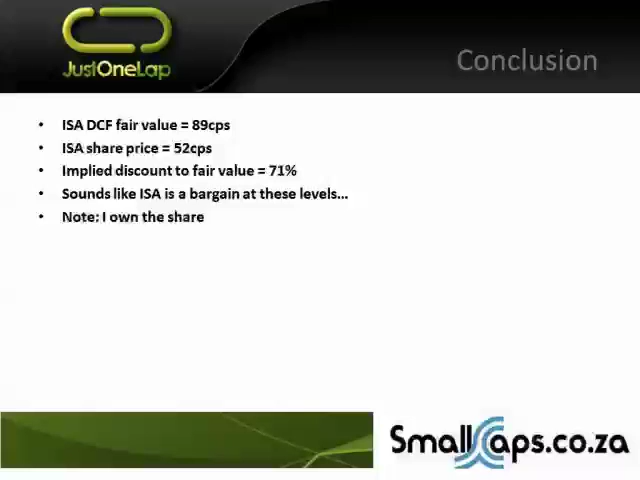 JustOneLap
Conclusion
• ISA DCF fair value = 89cps
• ISA share price = 52cps
• Implied discount to fair value = 71%
• Sounds like ISA is a bargain at these levels...
• Note: I own the share
SmallCaps.co.za